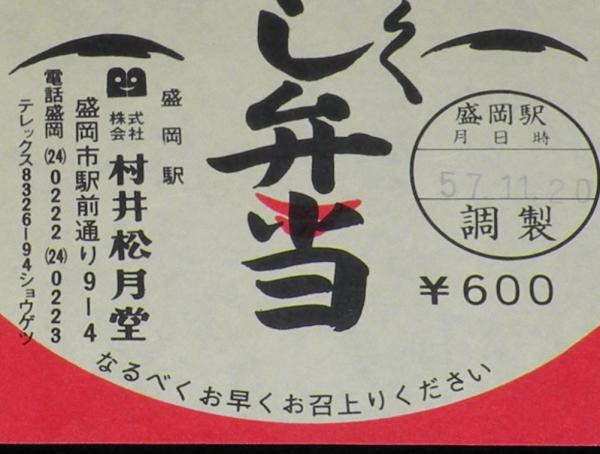 く
し弁当
盛岡駅
株式会社 村井松月堂
盛岡市駅前通り9-4
電話盛岡(24)0222(24)0223
テレックス8326-94ショウゲツ
盛岡駅
月日時
57.11.20
調製
¥600
なるべくお早くお召上りください